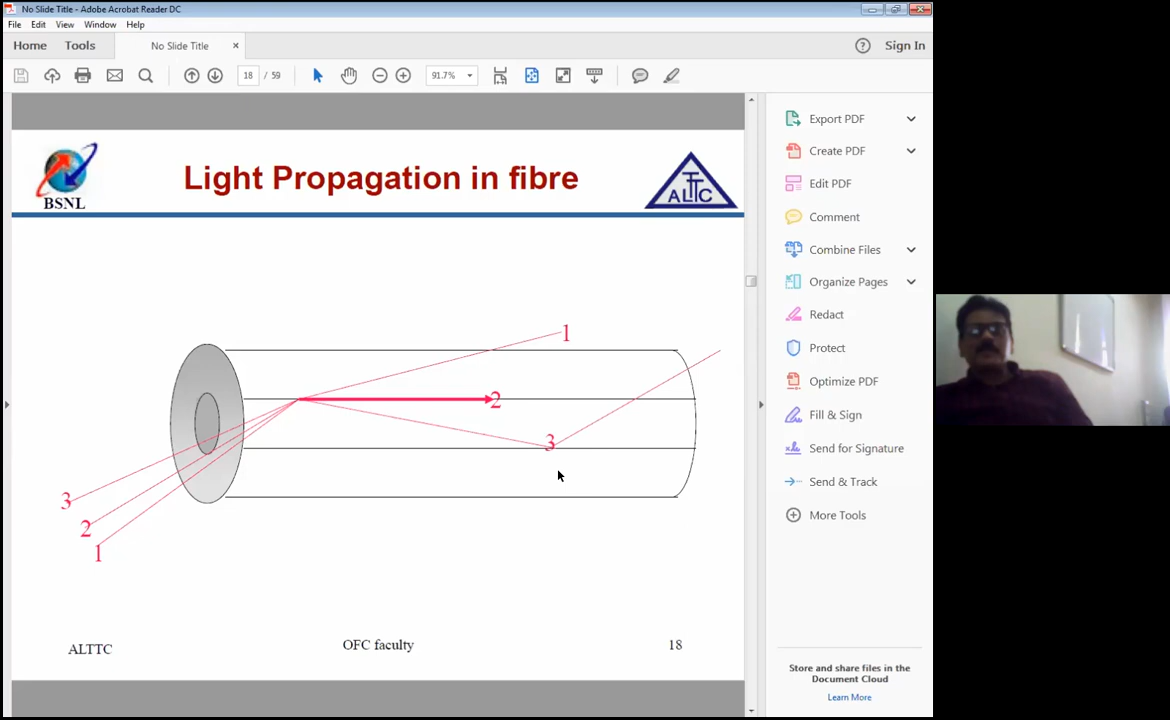 No Slide Title - Adobe Acrobat Reader DC
File Edit View Window Help
Home Tools No Slide Title × ? Sign In
18 / 59 91.7%
Light Propagation in fibre
BSNL
ALTTC
1
2
3
3
2
1
ALTTC OFC faculty 18
Export PDF
Create PDF
Edit PDF
Comment
Combine Files
Organize Pages
Redact
Protect
Optimize PDF
Fill & Sign
Send for Signature
Send & Track
More Tools
Store and share files in the
Document Cloud
Learn More